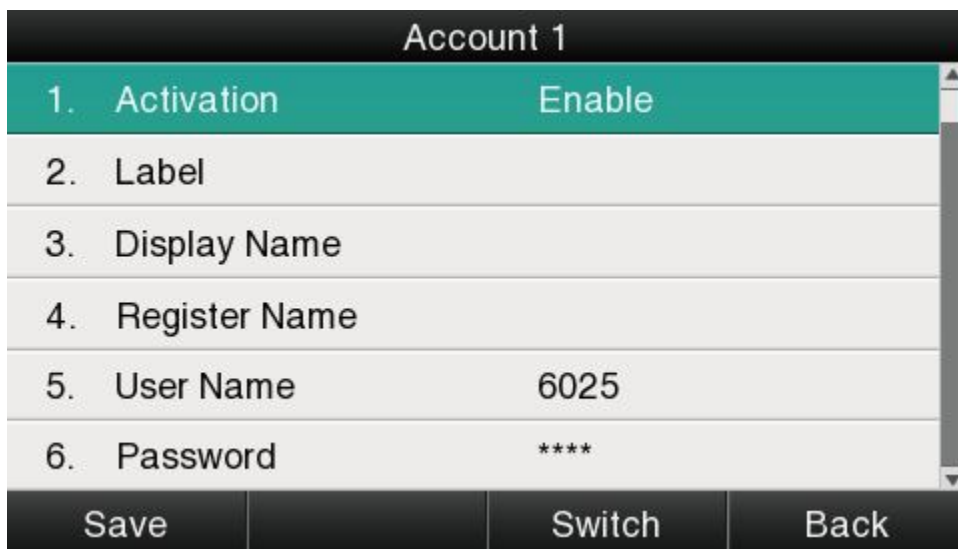 Account 1
1. Activation Enable
2. Label
3. Display Name
4. Register Name
5. User Name 6025
6. Password ****
Save Switch Back